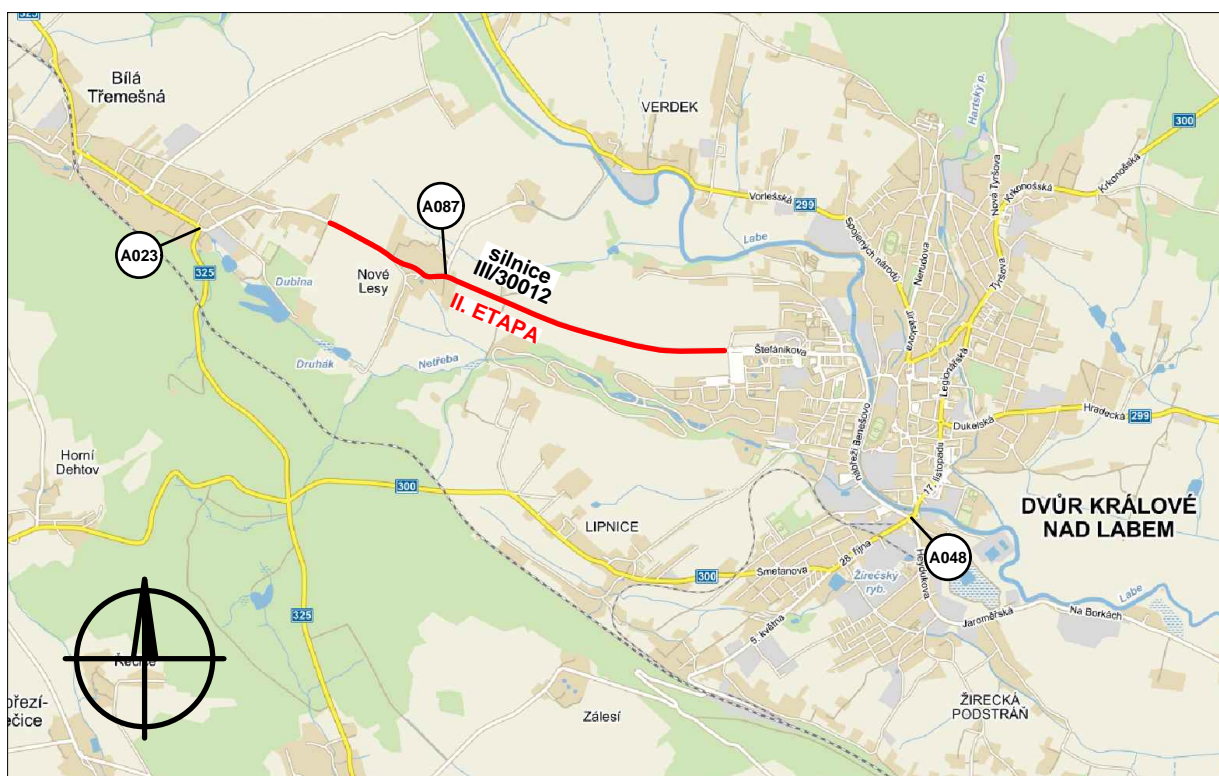 325
Bílá
Třemešná
VERDEK
Hartský p.
300
Nová Tyršova
Krkonošská
Krkonošská
A087
Vorlešská
299
Spojených národů
Nerudova
Tyršova
A023
325
Labe
silnice
III/30012
II. ETAPA
Nové
Lesy
Dubina
Druhák
Netřeba
Štefánikova
Jiráskova
Legionářská
nábřeží Benešovo
Dukelská
Hradecká
299
17. listopadu
Horní
Dehtov
300
LIPNICE
DVŮR KRÁLOVÉ
NAD LABEM
A048
28. října
Smetanova
300
Žirečský
ryb.
Heydukova
325
Labe
Na Borkách
Jaroměřská
5. května
Zálesí
ŽIRECKÁ
PODSTRÁŇ